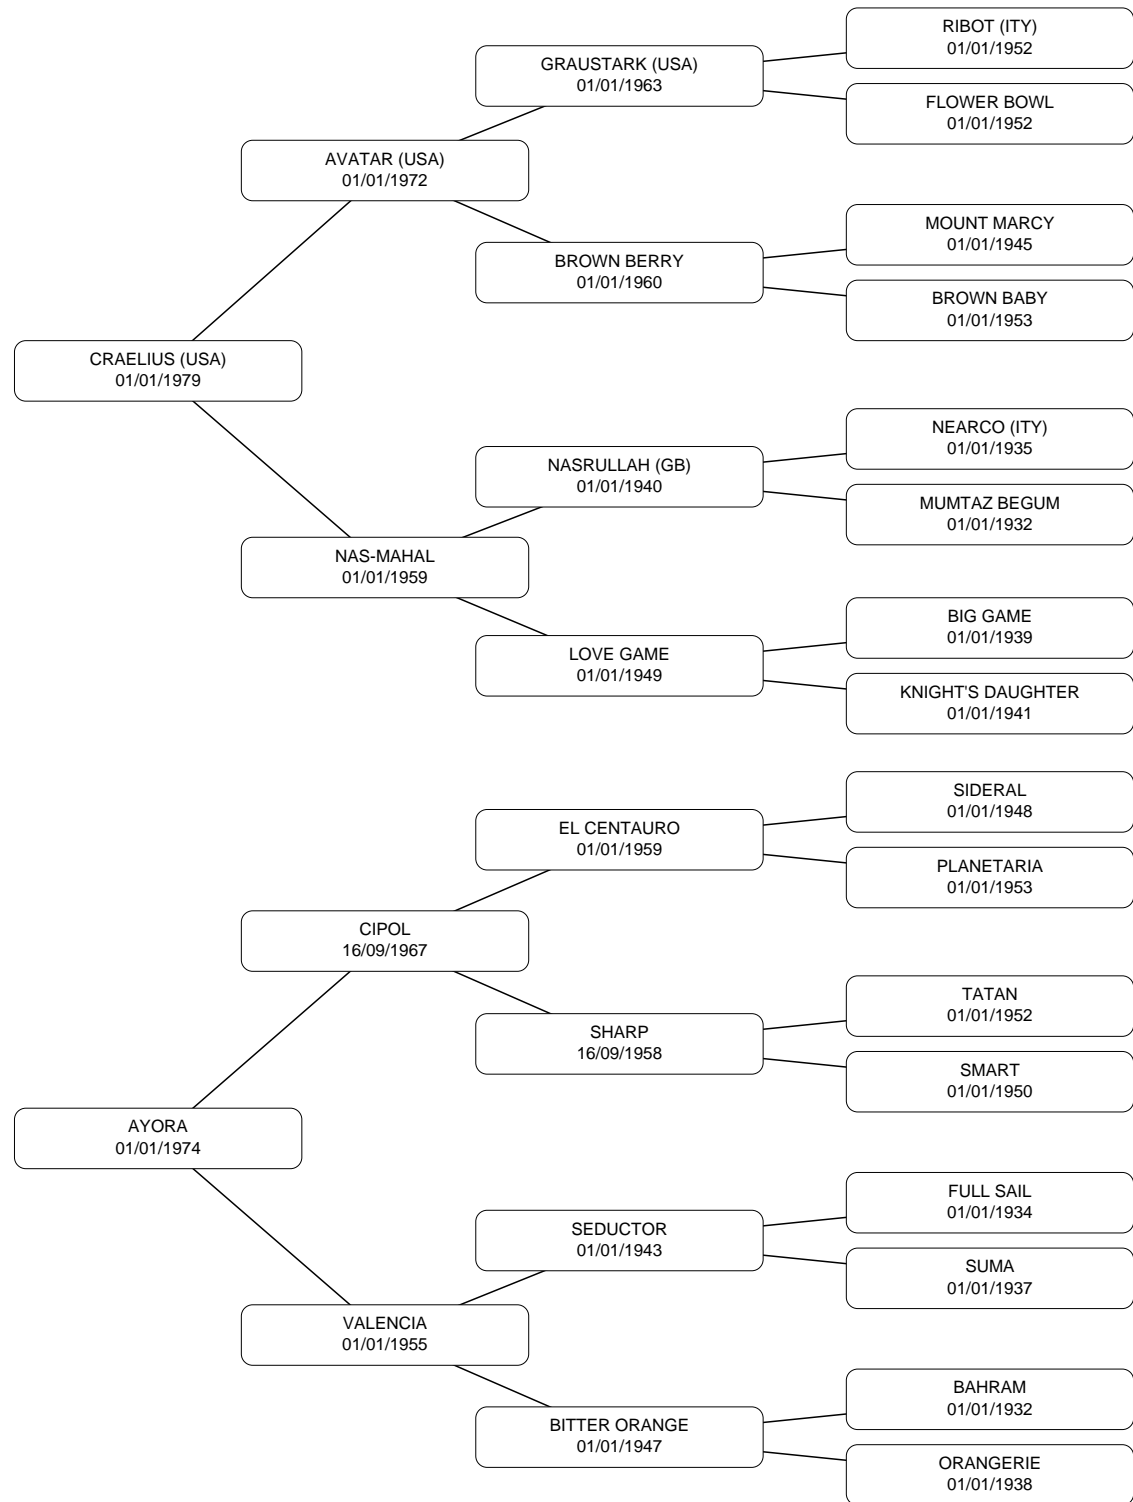 RIBOT (ITY)
01/01/1952
GRAUSTARK (USA)
01/01/1963
FLOWER BOWL
01/01/1952
AVATAR (USA)
01/01/1972
MOUNT MARCY
01/01/1945
BROWN BERRY
01/01/1960
BROWN BABY
01/01/1953
CRAELIUS (USA)
01/01/1979
NEARCO (ITY)
01/01/1935
NASRULLAH (GB)
01/01/1940
MUMTAZ BEGUM
01/01/1932
NAS-MAHAL
01/01/1959
BIG GAME
01/01/1939
LOVE GAME
01/01/1949
KNIGHT'S DAUGHTER
01/01/1941
SIDERAL
01/01/1948
EL CENTAURO
01/01/1959
PLANETARIA
01/01/1953
CIPOL
16/09/1967
TATAN
01/01/1952
SHARP
16/09/1958
SMART
01/01/1950
AYORA
01/01/1974
FULL SAIL
01/01/1934
SEDUCTOR
01/01/1943
SUMA
01/01/1937
VALENCIA
01/01/1955
BAHRAM
01/01/1932
BITTER ORANGE
01/01/1947
ORANGERIE
01/01/1938